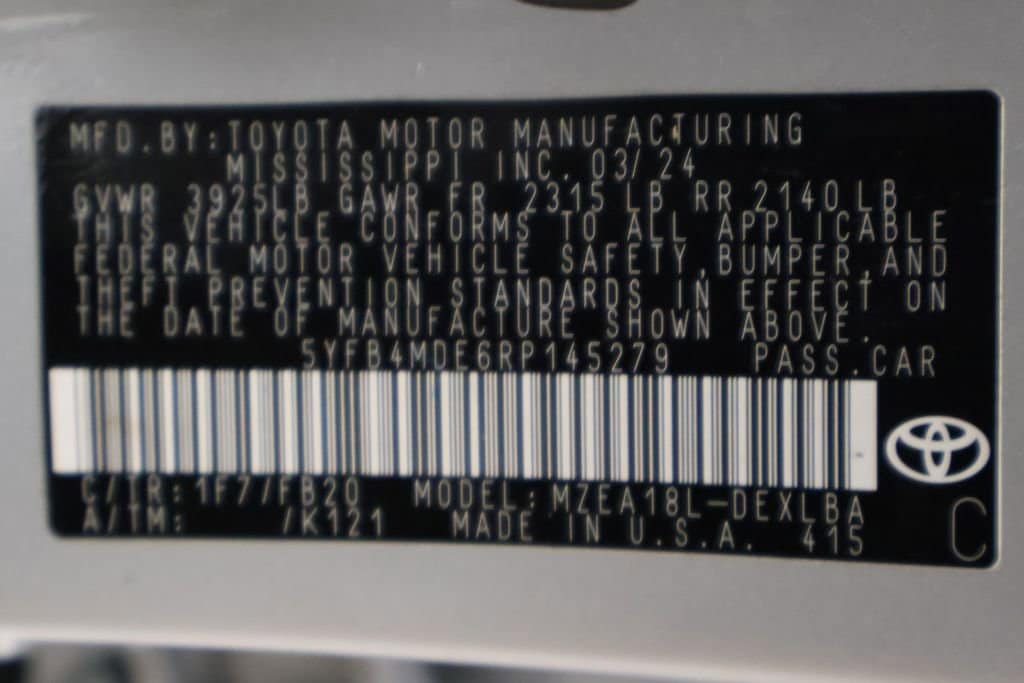 MFD.BY:TOYOTA MOTOR MANUFACTURING
MISSISSIPPI INC. 03/24
GVWR 3925LB GAWR FR 2315 LB RR 2140 LB
THIS VEHICLE CONFORMS TO ALL APPLICABLE
FEDERAL MOTOR VEHICLE SAFETY,BUMPER,AND
THEFT PREVENTION STANDARDS IN EFFECT ON
THE DATE OF MANUFACTURE SHOWN ABOVE.
5YFB4MDE6RP145279 PASS.CAR
C/TR:1F7/FB20 MODEL:MZEA18L-DEXLBA
A/TM: /K121 MADE IN U.S.A. 415
C